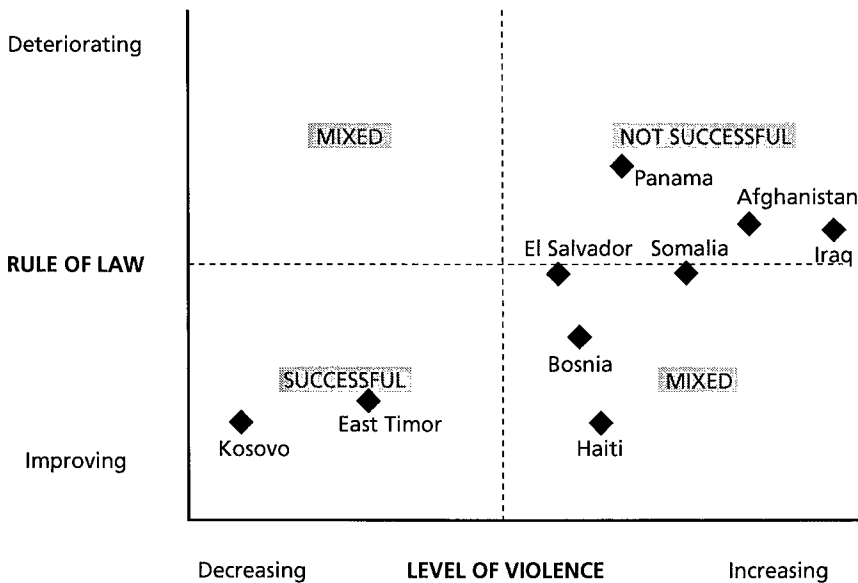 Deteriorating
MIXED
NOT SUCCESSFUL
Panama
Afghanistan
El Salvador
Somalia
RULE OF LAW
Iraq
Bosnia
SUCCESSFUL
MIXED
East Timor
Kosovo
Haiti
Improving
Decreasing
LEVEL OF VIOLENCE
Increasing